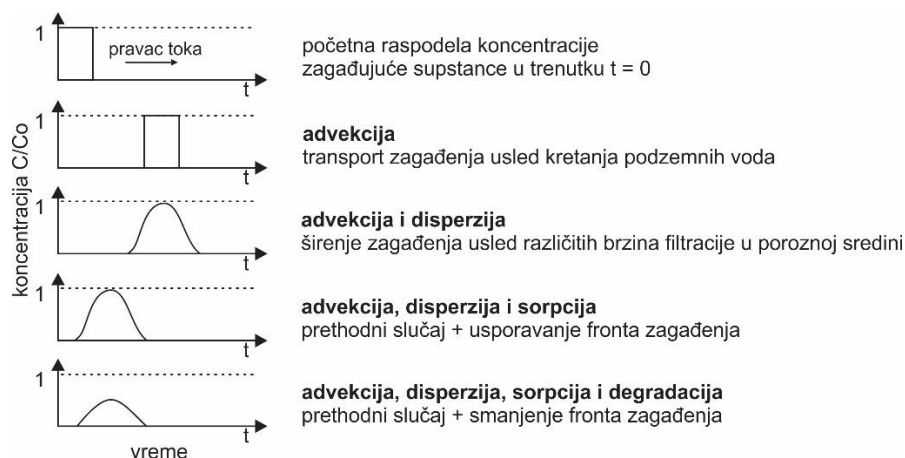 koncentracija C/Co
1
pravac toka
t
početna raspodela koncentracije
zagađujuće supstance u trenutku t = 0
1
t
advekcija
transport zagađenja usled kretanja podzemnih voda
1
t
advekcija i disperzija
širenje zagađenja usled različitih brzina filtracije u poroznoj sredini
1
t
advekcija, disperzija i sorpcija
prethodni slučaj + usporavanje fronta zagađenja
1
t
advekcija, disperzija, sorpcija i degradacija
prethodni slučaj + smanjenje fronta zagađenja
vreme